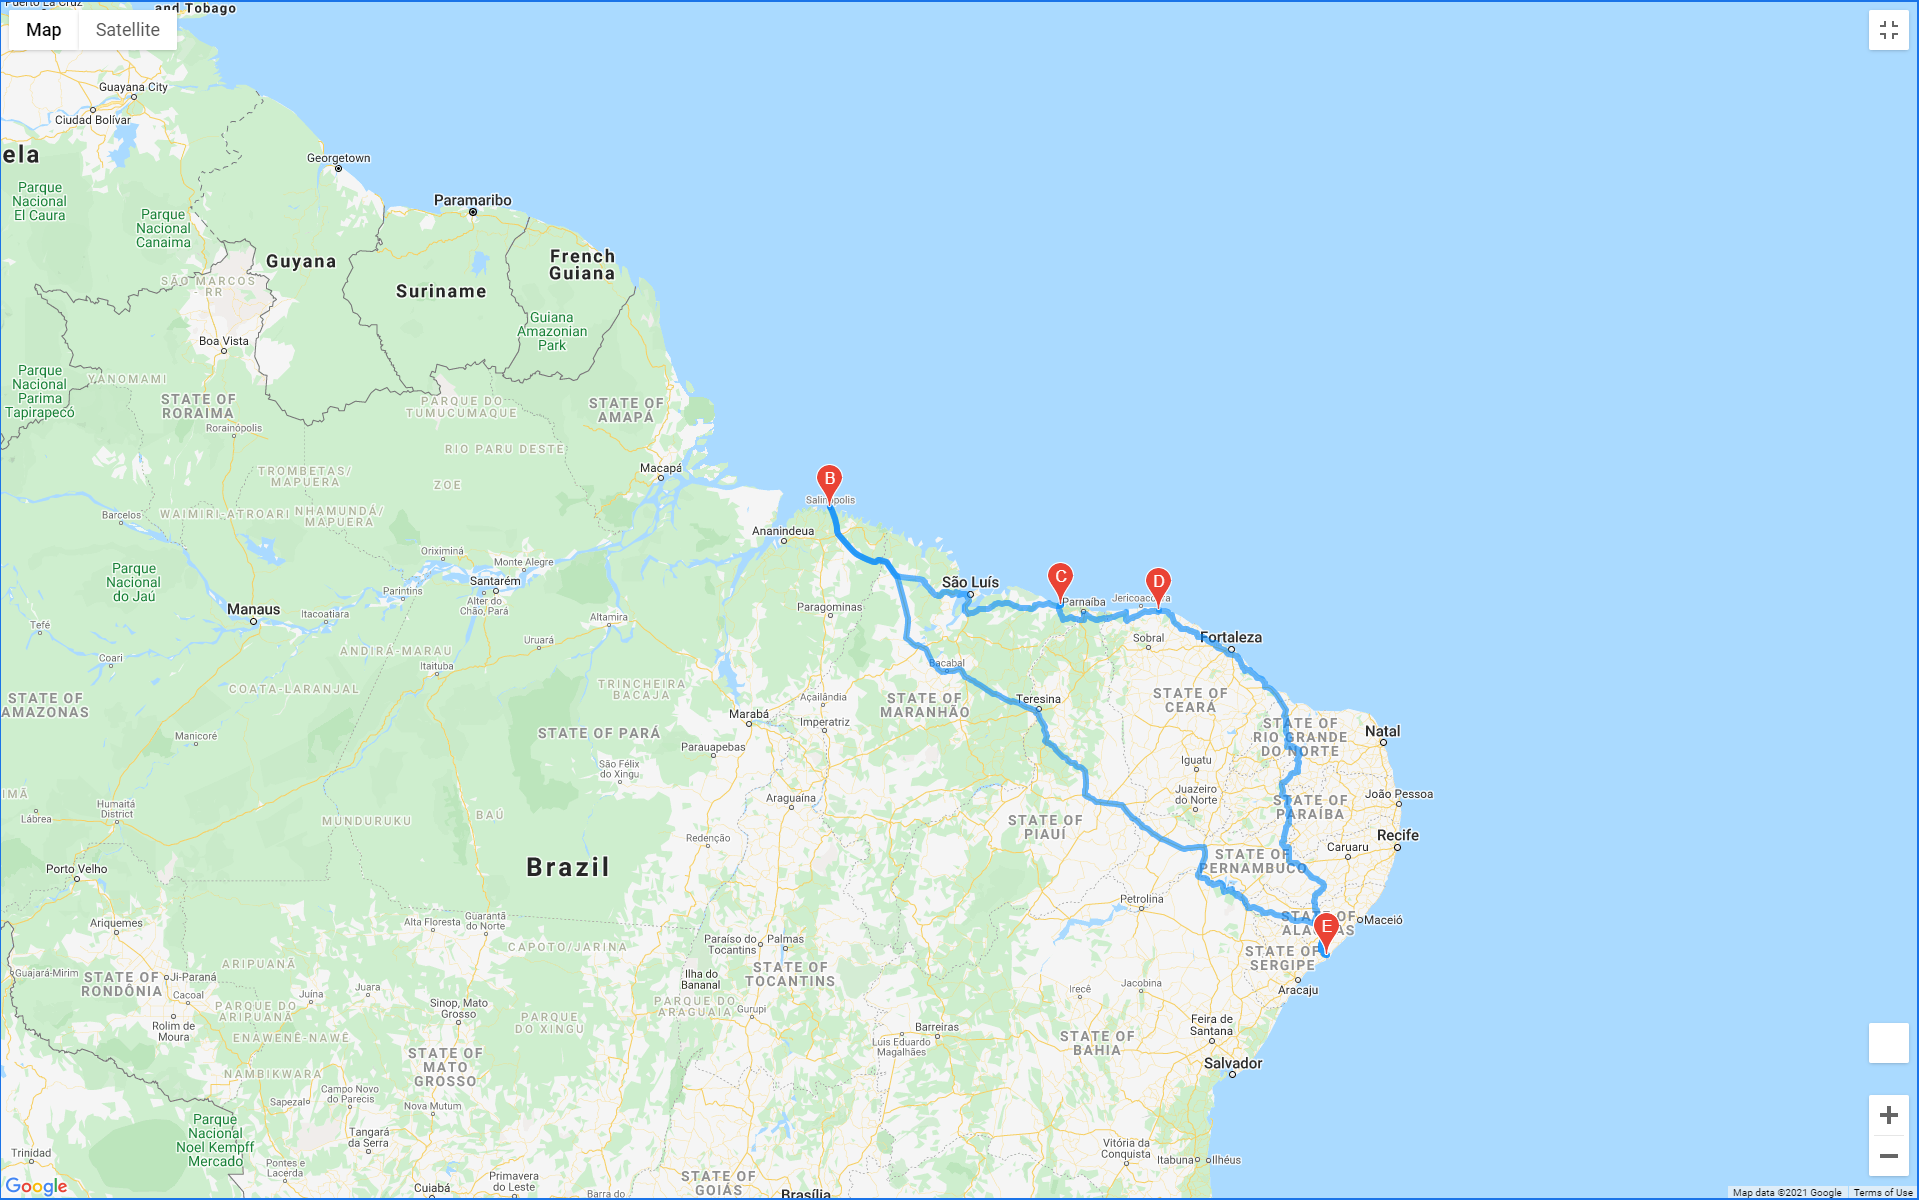 Puerto La Cruz
and Tobago
Map
Satellite
Guayana City
Ciudad Bolívar
ela
Georgetown
Parque
Nacional
El Caura
Paramaribo
Parque
Nacional
Canaima
Guyana
French
Guiana
SÃO MARCOS
- RR
Suriname
Guiana
Amazonian
Park
Boa Vista
Parque
Nacional
Parima
Tapirapecó
YANOMAMI
STATE OF
RORAIMA
PARQUE DO
TUMUCUMAQUE
STATE OF
AMAPÁ
Rorainópolis
RIO PARU DESTE
TROMBETAS/
MAPUERA
ZOE
Macapá
B
Salinópolis
Barcelos
WAIMIRI-ATROARI
NHAMUNDÁ/
MAPUERA
Ananindeua
Oriximiná
Monte Alegre
Parque
Nacional
do Jaú
Santarém
Parintins
Alter do
Chão, Pará
São Luís
C
D
Parnaíba
Jericoacoara
Manaus
Itacoatiara
Altamira
Paragominas
Tefé
Uruará
Sobral
Fortaleza
Coari
ANDIRÁ-MARAU
Itaituba
Bacabal
COATA-LARANJAL
TRINCHEIRA
BACAJA
STATE OF
AMAZONAS
Açailândia
STATE OF
MARANHÃO
Teresina
STATE OF
CEARÁ
Marabá
Imperatriz
STATE OF
RIO GRANDE
DO NORTE
Natal
Manicoré
STATE OF PARÁ
Parauapebas
São Félix
do Xingu
Iguatu
IMÃ
Humaitá
District
Lábrea
Araguaína
Juazeiro
do Norte
STATE OF
PARAÍBA
João Pessoa
MUNDURUKU
BAÚ
STATE OF
PIAUÍ
Redenção
Recife
Caruaru
Brazil
STATE OF
PERNAMBUCO
Porto Velho
Petrolina
Ariquemes
Alta Floresta
Guarantã
do Norte
STATE OF
ALAGOAS
Maceió
E
Paraíso do
Tocantins
Palmas
CAPOTO/JARINA
STATE OF
SERGIPE
ARIPUANÃ
Guajará-Mirim
STATE OF
RONDÔNIA
Ji-Paraná
Cacoal
Juína
Juara
Ilha do
Bananal
STATE OF
TOCANTINS
Irecê
Jacobina
Aracaju
PARQUE DO
ARIPUANÃ
Sinop, Mato
Grosso
PARQUE DO
ARAGUAIA
Gurupi
Rolim de
Moura
PARQUE
DO XINGU
Feira de
Santana
ENAWENÊ-NAWÊ
Barreiras
Luis Eduardo
Magalhães
STATE OF
BAHIA
STATE OF
MATO
GROSSO
Salvador
NAMBIKWARA
Sapezal
Campo Novo
do Parecis
Nova Mutum
Parque
Nacional
Noel Kempff
Mercado
Tangará
da Serra
Trinidad
Vitória da
Conquista
Itabuna
Ilhéus
Pontes e
Lacerda
Primavera
do Leste
STATE OF
GOIÁS
Cuiabá
Barra do
Brasília
Google
Map data ©2021 Google
Terms of Use